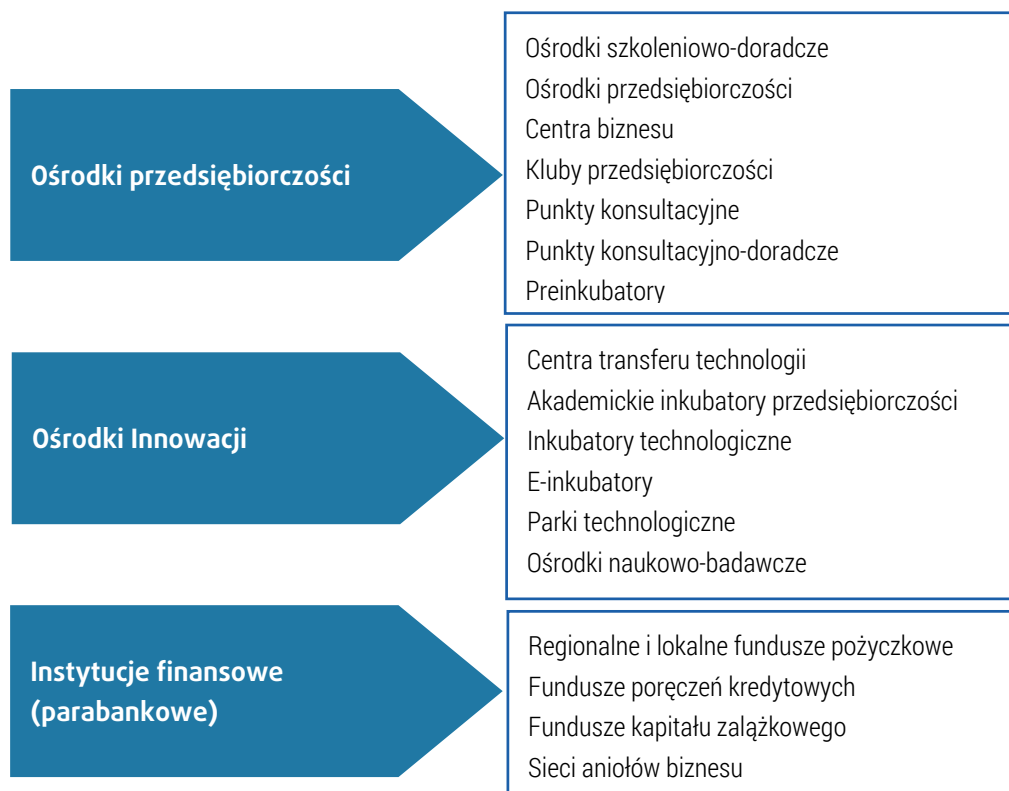 Ośrodki przedsiębiorczości
Ośrodki szkoleniowo-doradcze
Ośrodki przedsiębiorczości
Centra biznesu
Kluby przedsiębiorczości
Punkty konsultacyjne
Punkty konsultacyjno-doradcze
Preinkubatory
Ośrodki Innowacji
Centra transferu technologii
Akademickie inkubatory przedsiębiorczości
Inkubatory technologiczne
E-inkubatory
Parki technologiczne
Ośrodki naukowo-badawcze
Instytucje finansowe
(parabankowe)
Regionalne i lokalne fundusze pożyczkowe
Fundusze poręczeń kredytowych
Fundusze kapitału zalążkowego
Sieci aniołów biznesu